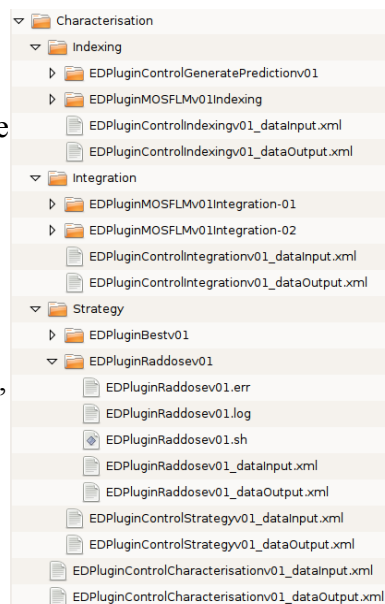 Characterisation
Indexing
EDPluginControlGeneratePredictionv01
EDPluginMOSFLMv01Indexing
e
EDPluginControlIndexingv01_dataInput.xml
EDPluginControlIndexingv01_dataOutput.xml
Integration
EDPluginMOSFLMv01Integration-01
EDPluginMOSFLMv01Integration-02
EDPluginControlIntegrationv01_dataInput.xml
EDPluginControlIntegrationv01_dataOutput.xml
Strategy
EDPluginBestv01
EDPluginRaddosev01
,
EDPluginRaddosev01.err
EDPluginRaddosev01.log
EDPluginRaddosev01.sh
EDPluginRaddosev01_dataInput.xml
EDPluginRaddosev01_dataOutput.xml
EDPluginControlStrategyv01_dataInput.xml
EDPluginControlStrategyv01_dataOutput.xml
EDPluginControlCharacterisationv01_dataInput.xml
EDPluginControlCharacterisationv01_dataOutput.xml